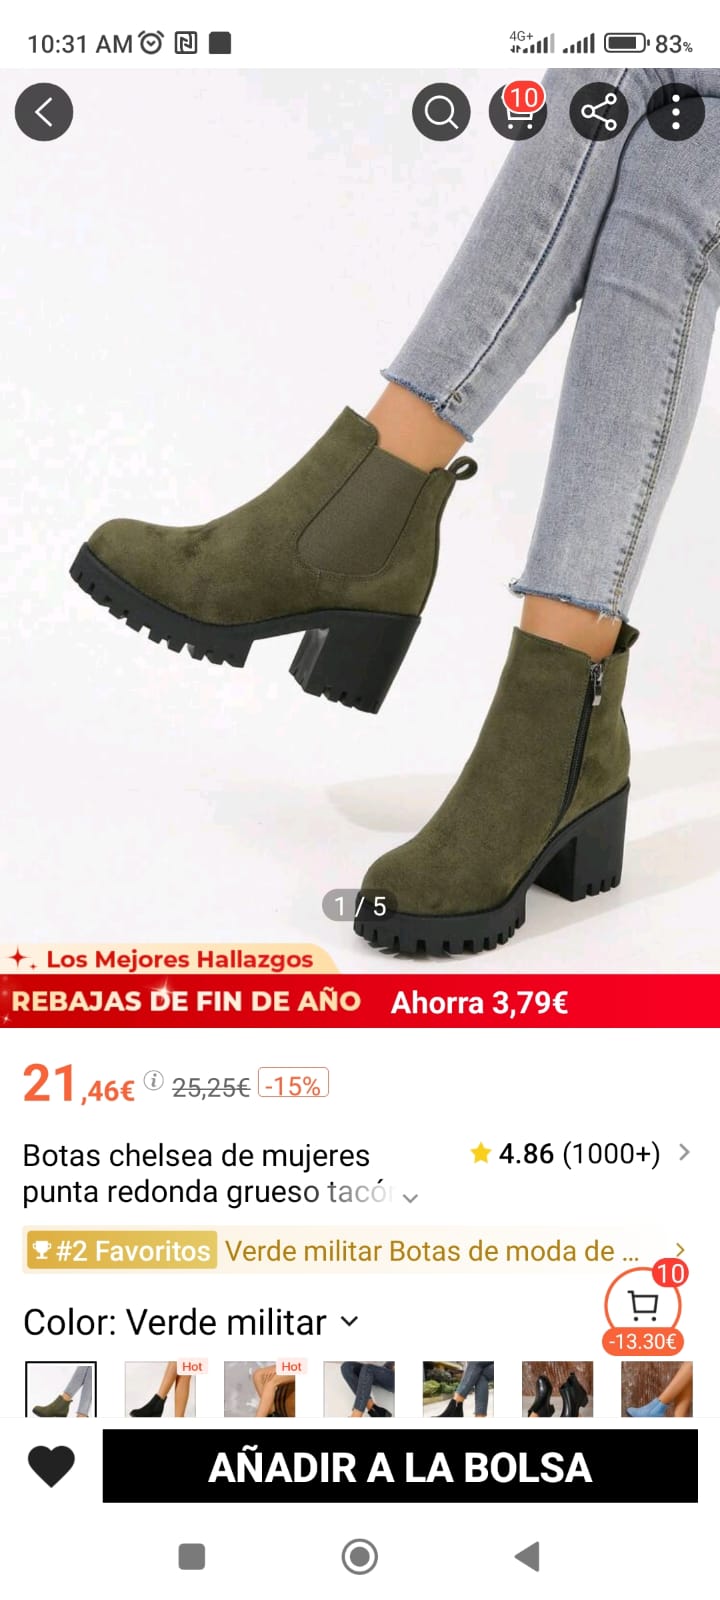 10:31 AM
4G+
83%
10
1 / 5
Los Mejores Hallazgos
REBAJAS DE FIN DE AÑO Ahorra 3,79€
21,46€ 25,25€ -15%
Botas chelsea de mujeres
punta redonda grueso tacón
4.86 (1000+)
#2 Favoritos Verde militar Botas de moda de ...
10
-13.30€
Color: Verde militar
Hot
Hot
AÑADIR A LA BOLSA